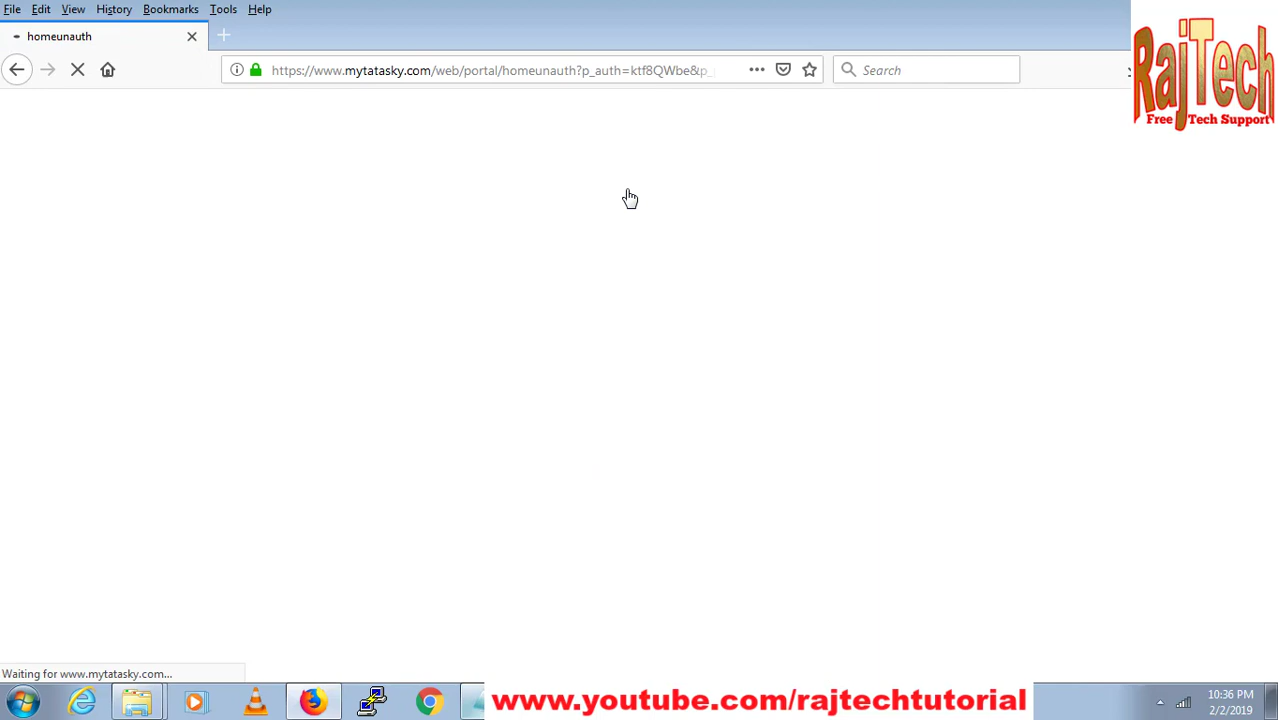 File Edit View History Bookmarks Tools Help
homeunauth
https://www.mytatasky.com/web/portal/homeunauth?p_auth=ktf8QWbe&p_
Search
RajTech
Free Tech Support
Waiting for www.mytatasky.com...
www.youtube.com/rajtechtutorial
10:36 PM
2/2/2019